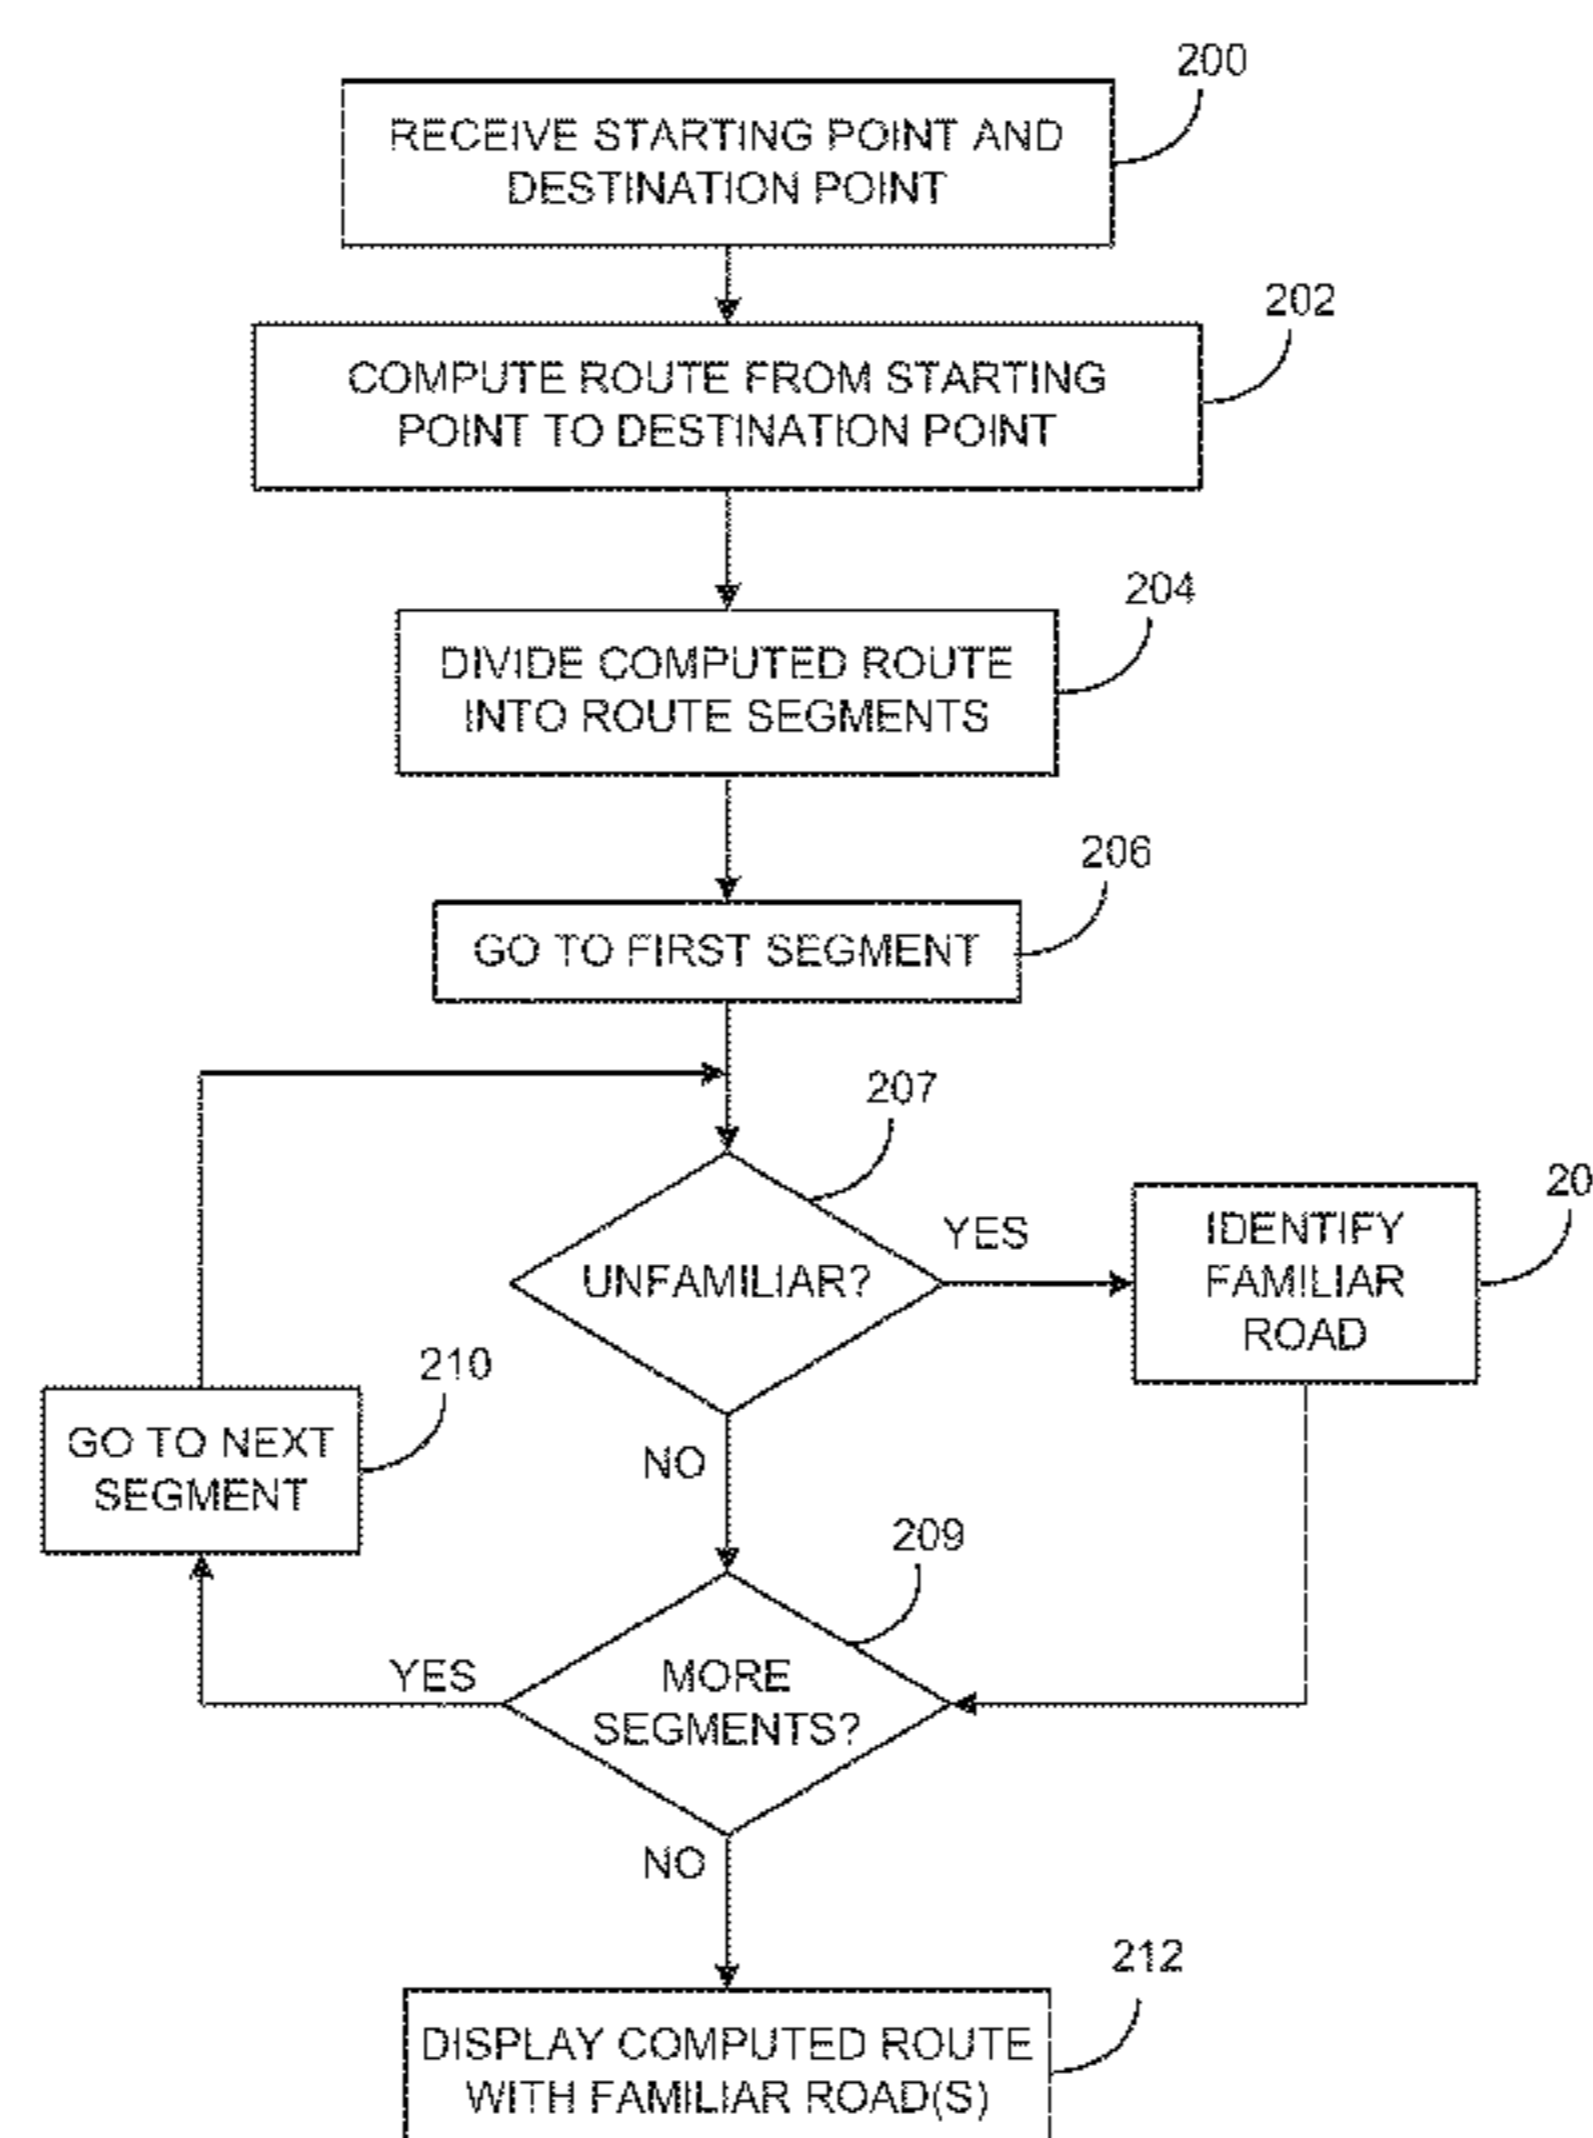 200
RECEIVE STARTING POINT AND
DESTINATION POINT
202
COMPUTE ROUTE FROM STARTING
POINT TO DESTINATION POINT
204
DIVIDE COMPUTED ROUTE
INTO ROUTE SEGMENTS
206
GO TO FIRST SEGMENT
207
UNFAMILIAR?
YES
20
IDENTIFY
FAMILIAR
ROAD
210
GO TO NEXT
SEGMENT
NO
209
YES
MORE
SEGMENTS?
NO
212
DISPLAY COMPUTED ROUTE
WITH FAMILIAR ROAD(S)